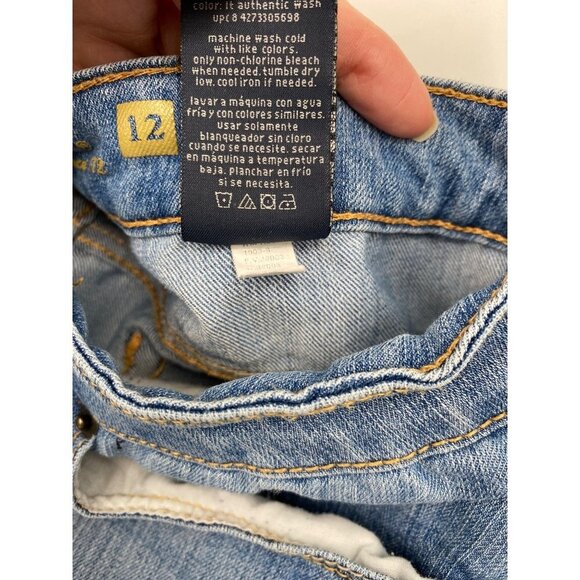 color: lt authentic wash
upc: 8 4273305698
machine wash cold
with like colors.
only non-chlorine bleach
when needed. tumble dry
low. cool iron if needed.
lavar a máquina con agua
fría y con colores similares.
usar solamente
blanqueador sin cloro
cuando se necesite. secar
en máquina a temperatura
baja. planchar en frío
si se necesita.
12